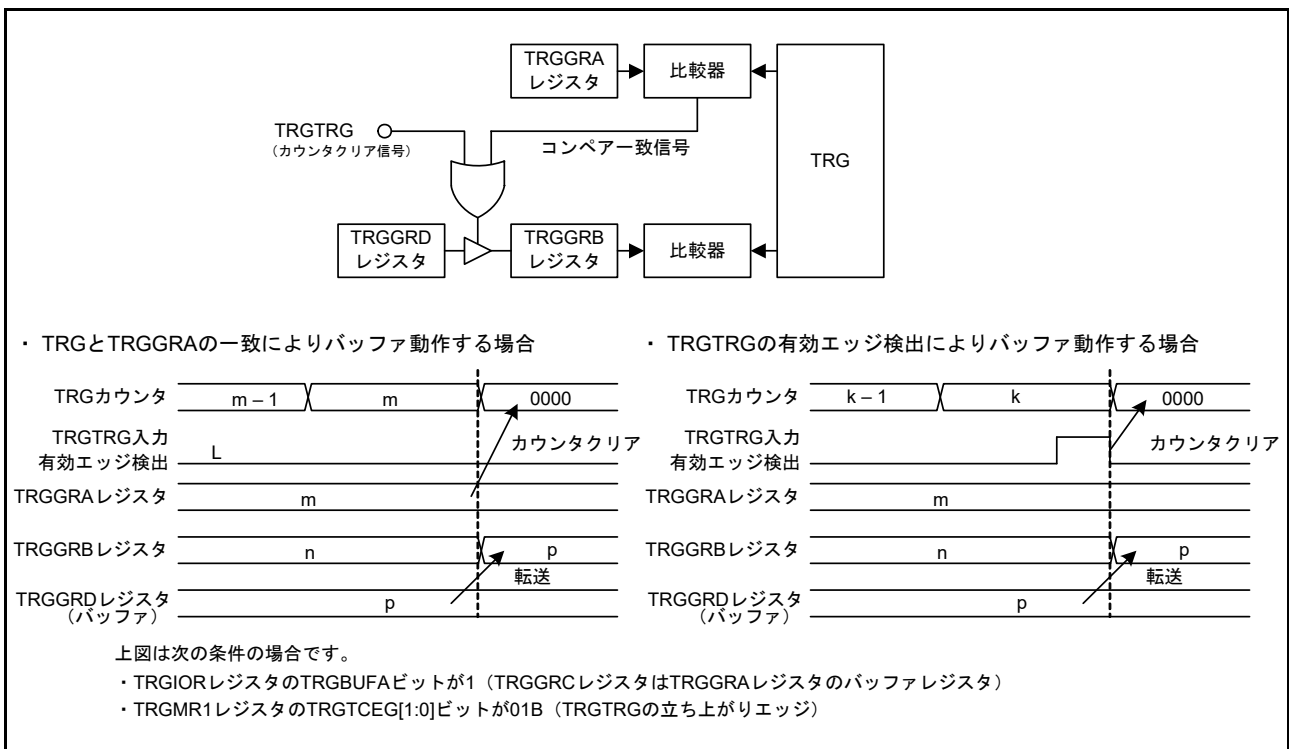 TRGGRA
レジスタ
比較器
TRGTRG
(カウンタクリア信号)
コンペアー致信号
TRG
TRGGRD
レジスタ
TRGGRB
レジスタ
比較器
・ TRGとTRGGRAの一致によりバッファ動作する場合
TRGカウンタ
m – 1
m
0000
TRGTRG入力
有効エッジ検出
L
カウンタクリア
TRGGRAレジスタ
m
TRGGRBレジスタ
n
p
転送
TRGGRDレジスタ
(バッファ)
p
・ TRGTRGの有効エッジ検出によりバッファ動作する場合
TRGカウンタ
k – 1
k
0000
TRGTRG入力
有効エッジ検出
カウンタクリア
TRGGRAレジスタ
m
TRGGRBレジスタ
n
p
転送
TRGGRDレジスタ
(バッファ)
p
上図は次の条件の場合です。
・TRGIORレジスタのTRGBUFAビットが1(TRGGRCレジスタはTRGGRAレジスタのバッファレジスタ)
・TRGMR1レジスタのTRGTCEG[1:0]ビットが01B(TRGTRGの立ち上がりエッジ)